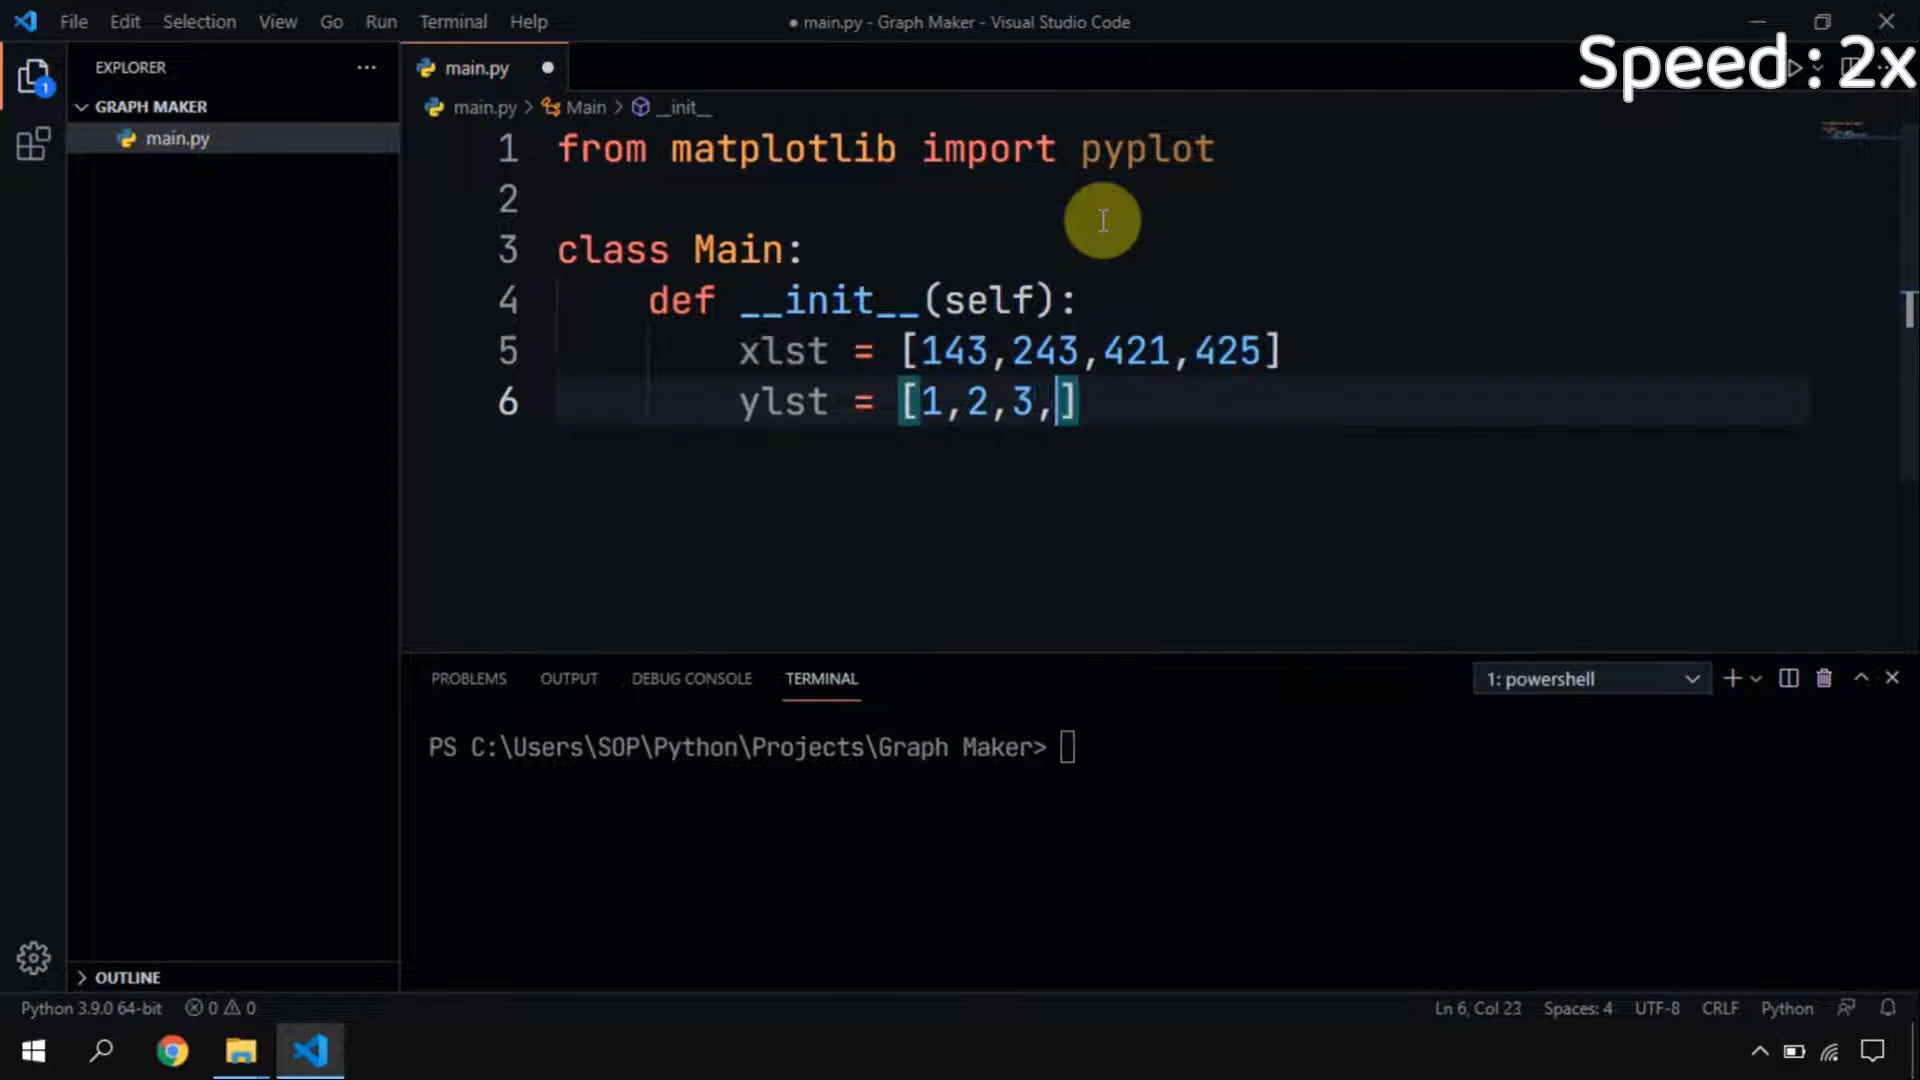 File Edit Selection View Go Run Terminal Help
● main.py - Graph Maker - Visual Studio Code
Speed : 2x
EXPLORER ···
main.py ●
GRAPH MAKER
main.py > Main > __init__
main.py
1 from matplotlib import pyplot
2
3 class Main:
4 def __init__(self):
5 xlst = [143,243,421,425]
6 ylst = [1,2,3,]
PROBLEMS OUTPUT DEBUG CONSOLE TERMINAL
1: powershell
PS C:\Users\SOP\Python\Projects\Graph Maker>
OUTLINE
Python 3.9.0 64-bit 0 0
Ln 6, Col 23 Spaces: 4 UTF-8 CRLF Python